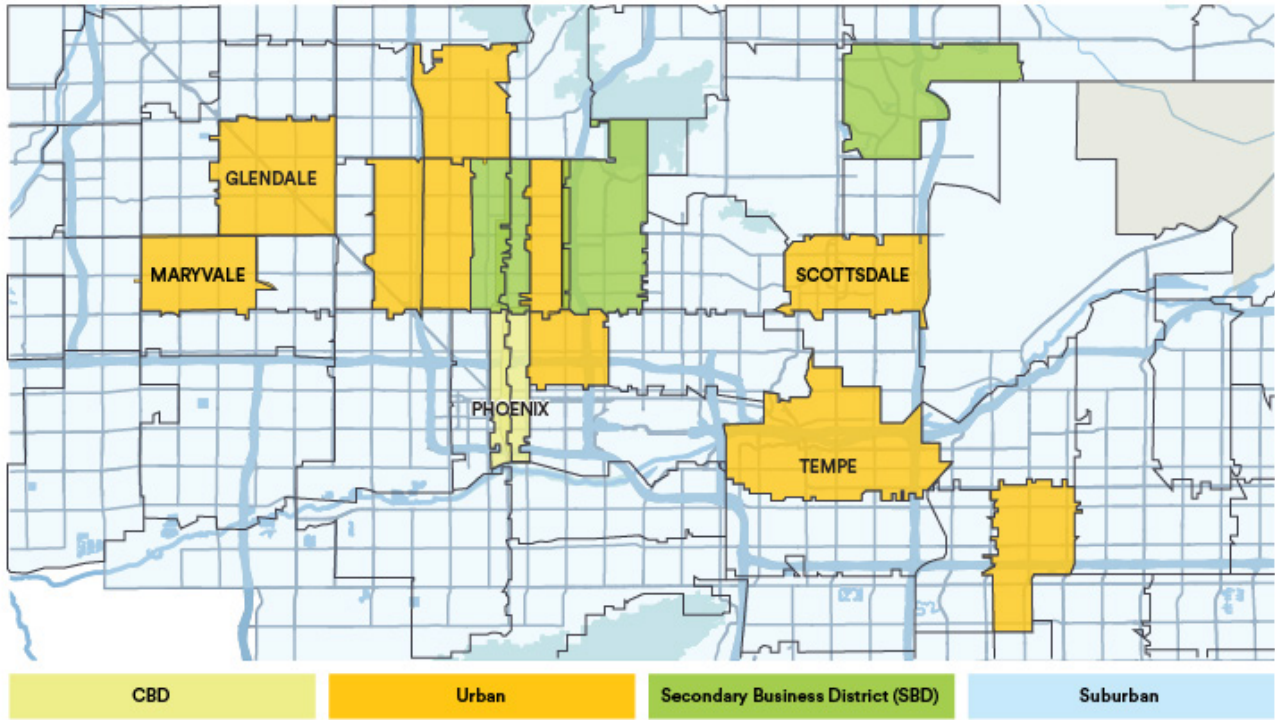 GLENDALE
MARYVALE
SCOTTSDALE
PHOENIX
TEMPE
CBD
Urban
Secondary Business District (SBD)
Suburban